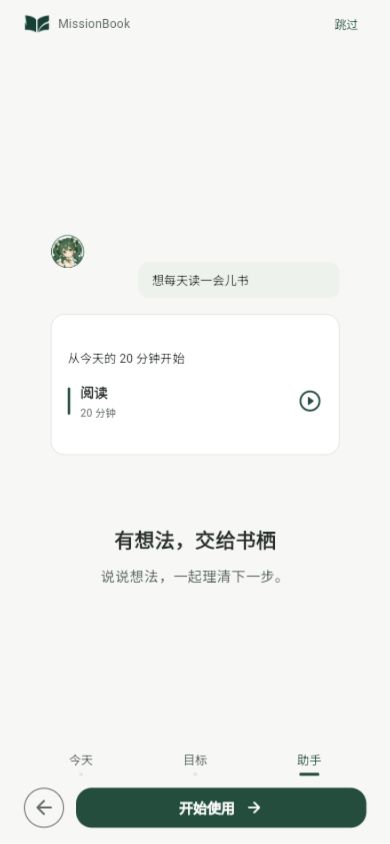 MissionBook
跳过
想每天读一会儿书
从今天的 20 分钟开始
阅读
20 分钟
有想法，交给书栖
说说想法，一起理清下一步。
今天
目标
助手
开始使用